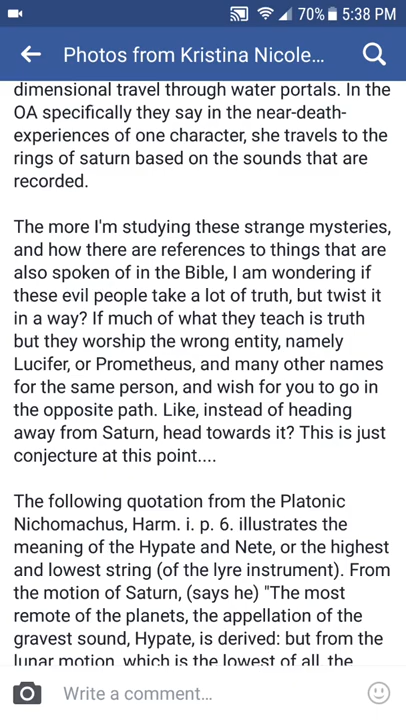 70% 5:38 PM
Photos from Kristina Nicole...
dimensional travel through water portals. In the
OA specifically they say in the near-death-
experiences of one character, she travels to the
rings of saturn based on the sounds that are
recorded.
The more I'm studying these strange mysteries,
and how there are references to things that are
also spoken of in the Bible, I am wondering if
these evil people take a lot of truth, but twist it
in a way? If much of what they teach is truth
but they worship the wrong entity, namely
Lucifer, or Prometheus, and many other names
for the same person, and wish for you to go in
the opposite path. Like, instead of heading
away from Saturn, head towards it? This is just
conjecture at this point....
The following quotation from the Platonic
Nichomachus, Harm. i. p. 6. illustrates the
meaning of the Hypate and Nete, or the highest
and lowest string (of the lyre instrument). From
the motion of Saturn, (says he) "The most
remote of the planets, the appellation of the
gravest sound, Hypate, is derived: but from the
lunar motion, which is the lowest of all, the
Write a comment...